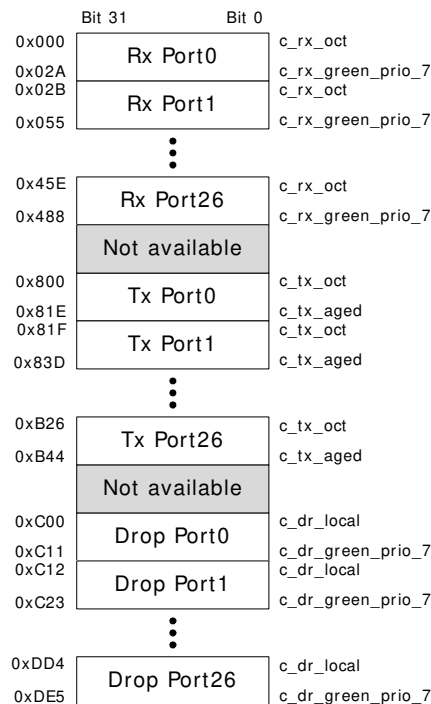 Bit 31 Bit 0
0x000 Rx Port0 c_rx_oct
0x02A c_rx_green_prio_7
0x02B Rx Port1 c_rx_oct
0x055 c_rx_green_prio_7
0x45E Rx Port26 c_rx_oct
0x488 c_rx_green_prio_7
Not available
0x800 Tx Port0 c_tx_oct
0x81E c_tx_aged
0x81F Tx Port1 c_tx_oct
0x83D c_tx_aged
0xB26 Tx Port26 c_tx_oct
0xB44 c_tx_aged
Not available
0xC00 Drop Port0 c_dr_local
0xC11 c_dr_green_prio_7
0xC12 Drop Port1 c_dr_local
0xC23 c_dr_green_prio_7
0xDD4 Drop Port26 c_dr_local
0xDE5 c_dr_green_prio_7